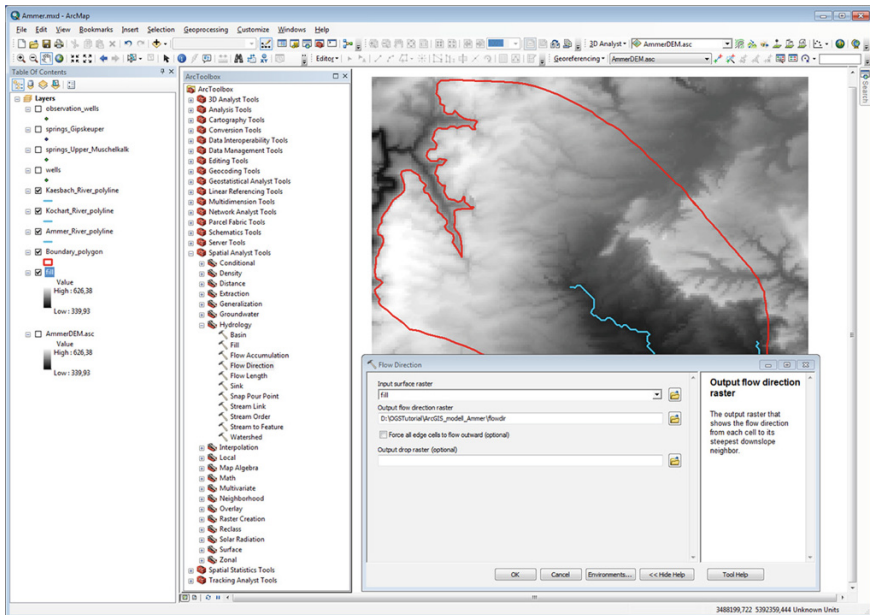 Ammer.mxd - ArcMap
File Edit View Bookmarks Insert Selection Geoprocessing Customize Windows Help
3D Analyst AmmerDEM.asc
Editor Georeferencing AmmerDEM.asc
Table Of Contents
Layers
observation_wells
springs_Gipskeuper
springs_Upper_Muschelkalk
wells
Kaesbach_River_polyline
Kochart_River_polyline
Ammer_River_polyline
Boundary_polygon
fill
Value
High : 626,38
Low : 339,93
AmmerDEM.asc
Value
High : 626,38
Low : 339,93
ArcToolbox
ArcToolbox
3D Analyst Tools
Analysis Tools
Cartography Tools
Conversion Tools
Data Interoperability Tools
Data Management Tools
Editing Tools
Geocoding Tools
Geostatistical Analyst Tools
Linear Referencing Tools
Multidimension Tools
Network Analyst Tools
Parcel Fabric Tools
Schematics Tools
Server Tools
Spatial Analyst Tools
Conditional
Density
Distance
Extraction
Generalization
Groundwater
Hydrology
Basin
Fill
Flow Accumulation
Flow Direction
Flow Length
Sink
Snap Pour Point
Stream Link
Stream Order
Stream to Feature
Watershed
Interpolation
Local
Map Algebra
Math
Multivariate
Neighborhood
Overlay
Raster Creation
Reclass
Solar Radiation
Surface
Zonal
Spatial Statistics Tools
Tracking Analyst Tools
Search
Flow Direction
Input surface raster
fill
Output flow direction raster
D:\OGSTutorial\ArcGIS_modell_Ammer\flowdir
Force all edge cells to flow outward (optional)
Output drop raster (optional)
OK Cancel Environments... << Hide Help Tool Help
Output flow direction
raster
The output raster that
shows the flow direction
from each cell to its
steepest downslope
neighbor.
3488199,722 5392359,444 Unknown Units